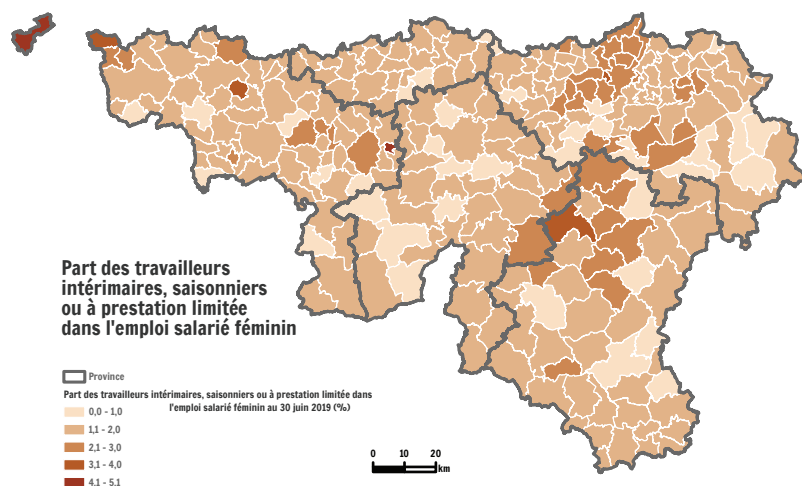 Part des travailleurs
intérimaires, saisonniers
ou à prestation limitée
dans l'emploi salarié féminin
Province
Part des travailleurs intérimaires, saisonniers ou à prestation limitée dans
l'emploi salarié féminin au 30 juin 2019 (%)
0,0 - 1,0
1,1 - 2,0
2,1 - 3,0
3,1 - 4,0
4,1 - 5,1
0 10 20
km